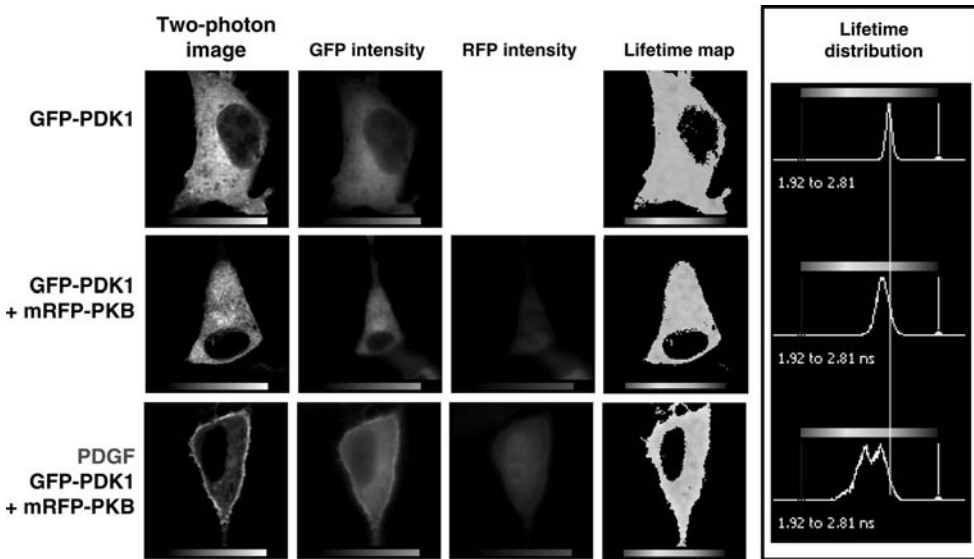 Two-photon
image
GFP intensity
RFP intensity
Lifetime map
Lifetime
distribution
GFP-PDK1
1.92 to 2.81
GFP-PDK1
+ mRFP-PKB
1.92 to 2.81 ns
PDGF
GFP-PDK1
+ mRFP-PKB
1.92 to 2.81 ns